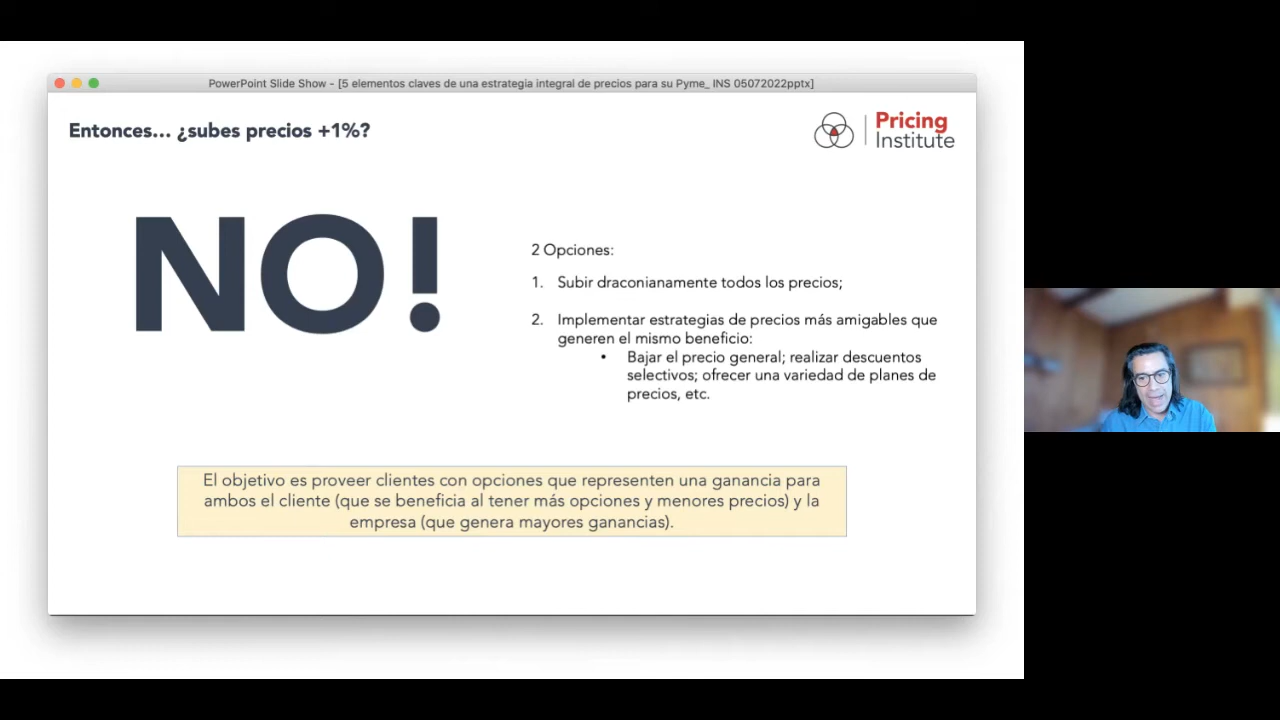 PowerPoint Slide Show - [5 elementos claves de una estrategia integral de precios para su Pyme_ INS 05072022pptx]
Entonces... ¿subes precios +1%?
Pricing
Institute
NO!
2 Opciones:
1. Subir draconianamente todos los precios;
2. Implementar estrategias de precios más amigables que
generen el mismo beneficio:
• Bajar el precio general; realizar descuentos
selectivos; ofrecer una variedad de planes de
precios, etc.
El objetivo es proveer clientes con opciones que representen una ganancia para
ambos el cliente (que se beneficia al tener más opciones y menores precios) y la
empresa (que genera mayores ganancias).